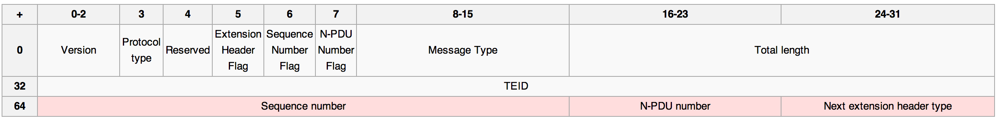 + 0-2 3 4 5 6 7 8-15 16-23 24-31
Extension Sequence N-PDU
Protocol
0 Version Reserved Header Number Number Message Type Total length
type
Flag Flag Flag
32 TEID
64 Sequence number N-PDU number Next extension header type